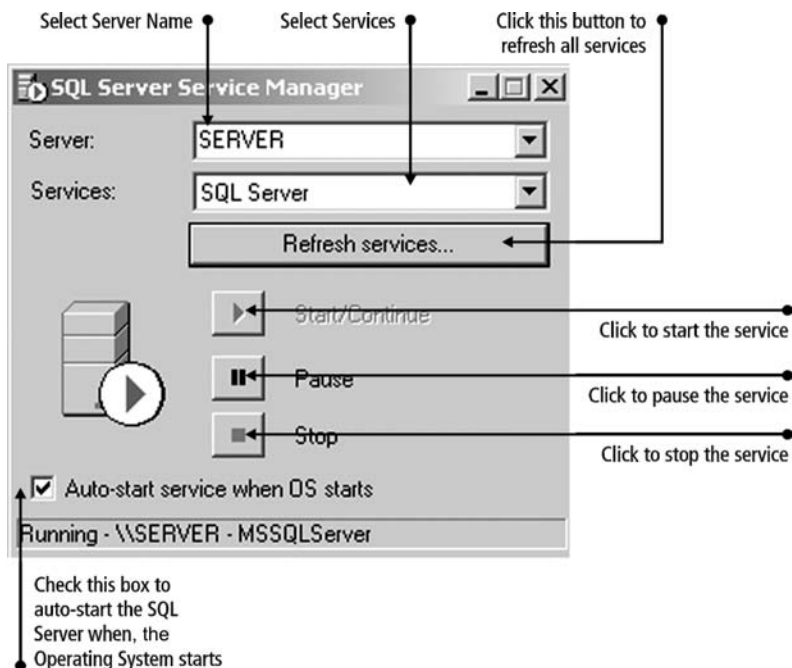 Select Server Name
Select Services
Click this button to
refresh all services
SQL Server Service Manager
Server:
SERVER
Services:
SQL Server
Refresh services...
Start/Continue
Click to start the service
Pause
Click to pause the service
Stop
Click to stop the service
Auto-start service when OS starts
Running - \\SERVER - MSSQLServer
Check this box to
auto-start the SQL
Server when, the
Operating System starts